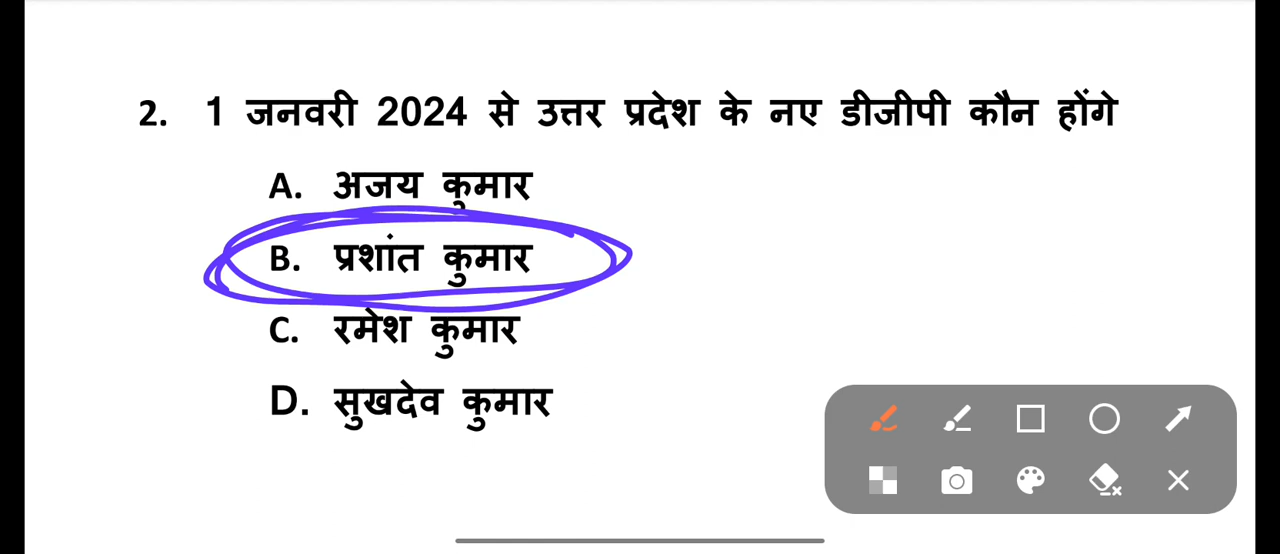 2. 1 जनवरी 2024 से उत्तर प्रदेश के नए डीजीपी कौन होंगे
A. अजय कुमार
B. प्रशांत कुमार
C. रमेश कुमार
D. सुखदेव कुमार